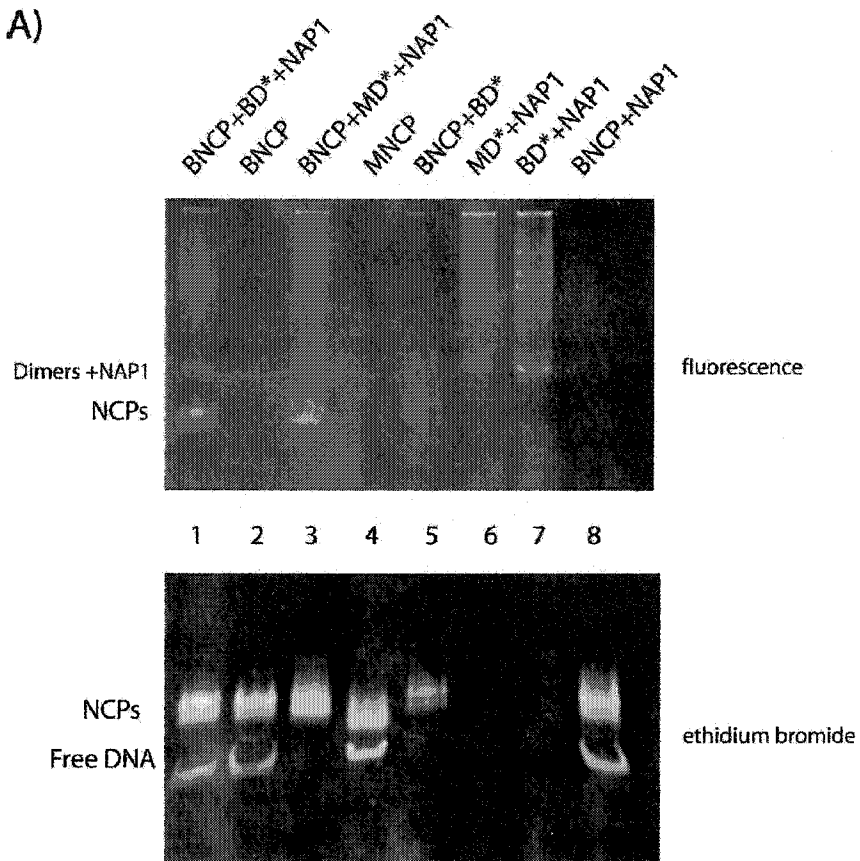 A)
BNCP+BD*+NAP1
BNCP
BNCP+MD*+NAP1
MNCP
BNCP+BD*
MD*+NAP1
BD*+NAP1
BNCP+NAP1
Dimers +NAP1
NCPs
fluorescence
1 2 3 4 5 6 7 8
NCPs
Free DNA
ethidium bromide